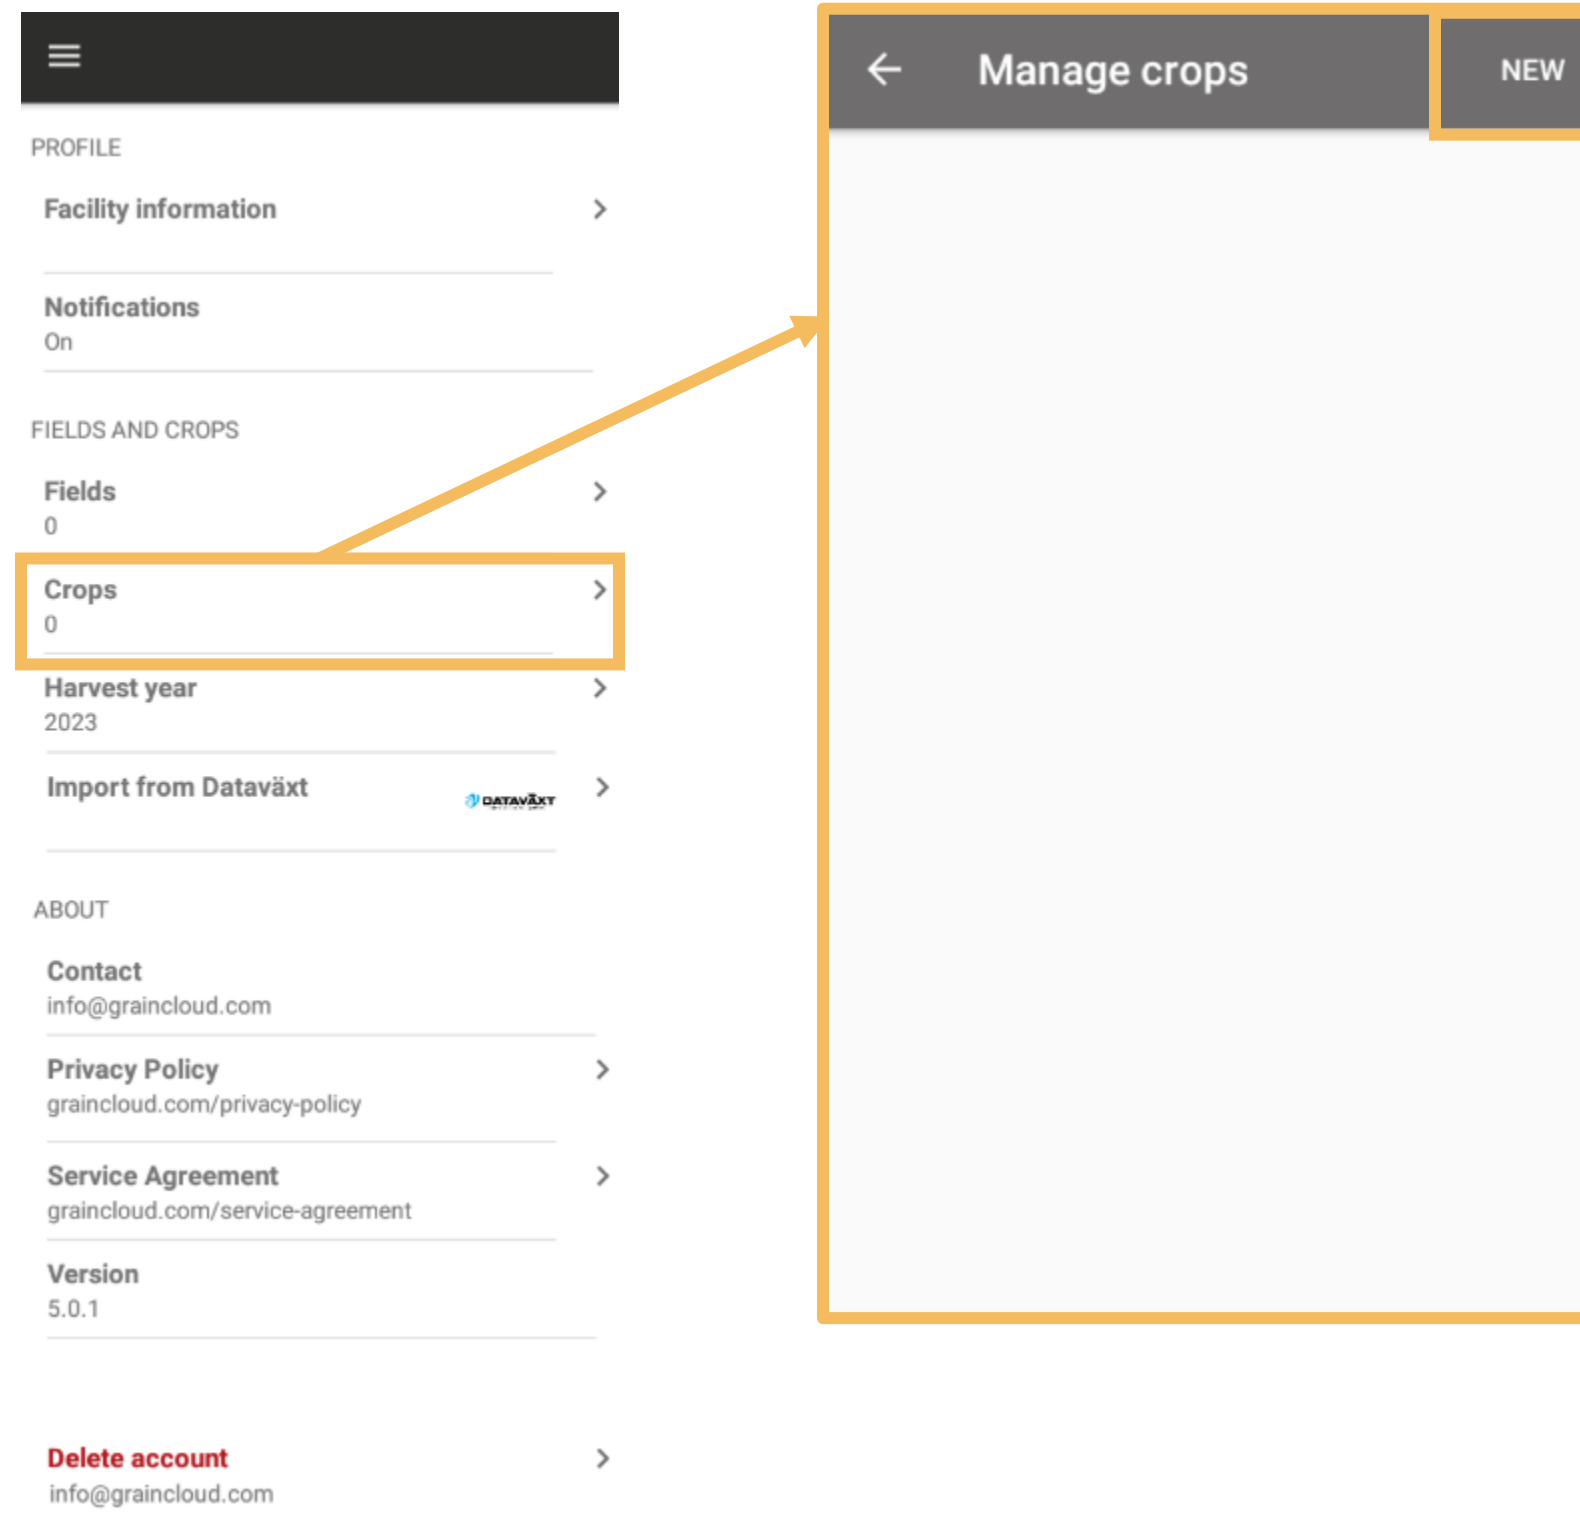 PROFILE
Facility information
Notifications
On
FIELDS AND CROPS
Fields
0
Crops
0
Harvest year
2023
Import from Dataväxt
DATAVÄXT
ABOUT
Contact
info@graincloud.com
Privacy Policy
graincloud.com/privacy-policy
Service Agreement
graincloud.com/service-agreement
Version
5.0.1
Delete account
info@graincloud.com
Manage crops
NEW